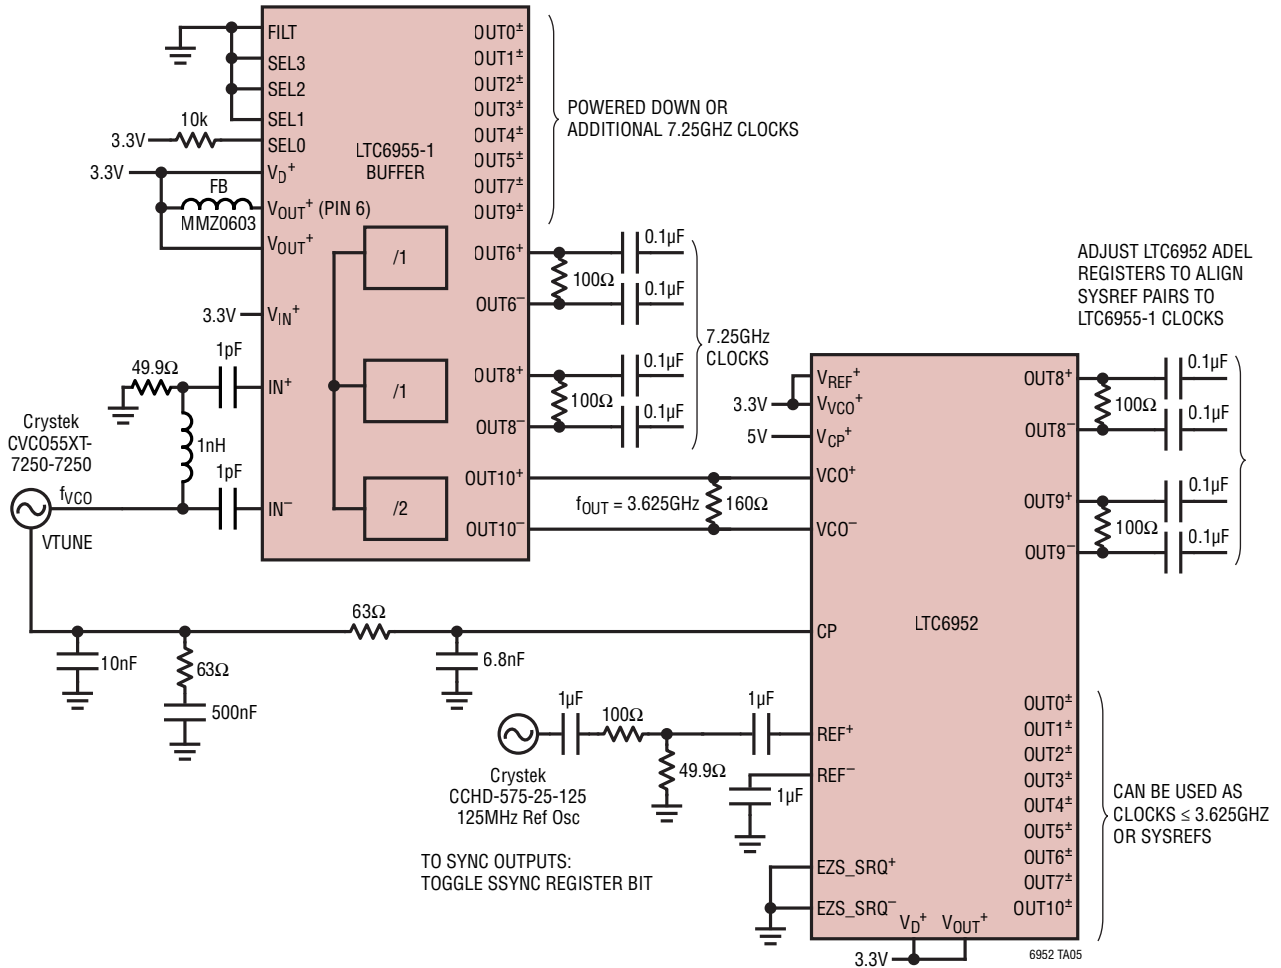 FILT
SEL3
SEL2
SEL1
SEL0
10k
3.3V
3.3V
VD+
FB
MMZ0603
VOUT+ (PIN 6)
VOUT+
3.3V
VIN+
1pF
49.9Ω
IN+
1nH
Crystek
CVCO55XT-
7250-7250
1pF
fVCO
IN−
VTUNE
LTC6955-1
BUFFER
/1
/1
/2
OUT0±
OUT1±
OUT2±
OUT3±
OUT4±
OUT5±
OUT7±
OUT9±
POWERED DOWN OR
ADDITIONAL 7.25GHZ CLOCKS
OUT6+
OUT6−
100Ω
0.1µF
0.1µF
OUT8+
OUT8−
100Ω
0.1µF
0.1µF
7.25GHz
CLOCKS
OUT10+
OUT10−
fOUT = 3.625GHz
160Ω
ADJUST LTC6952 ADEL
REGISTERS TO ALIGN
SYSREF PAIRS TO
LTC6955-1 CLOCKS
VREF+
3.3V
VVCO+
5V
VCP+
VCO+
VCO−
OUT8+
OUT8−
100Ω
0.1µF
0.1µF
OUT9+
OUT9−
100Ω
0.1µF
0.1µF
63Ω
CP
LTC6952
10nF
63Ω
500nF
6.8nF
1µF
100Ω
1µF
REF+
49.9Ω
REF−
1µF
Crystek
CCHD-575-25-125
125MHz Ref Osc
TO SYNC OUTPUTS:
TOGGLE SSYNC REGISTER BIT
EZS_SRQ+
EZS_SRQ−
OUT0±
OUT1±
OUT2±
OUT3±
OUT4±
OUT5±
OUT6±
OUT7±
OUT10±
CAN BE USED AS
CLOCKS ≤ 3.625GHZ
OR SYSREFS
VD+
VOUT+
3.3V
6952 TA05